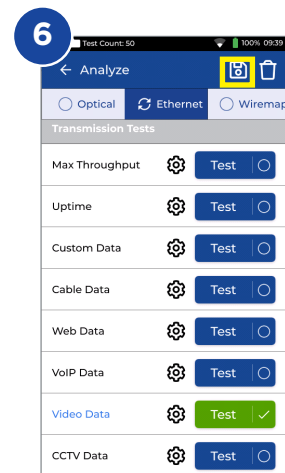 6
Test Count: 50 100% 09:39
Analyze
Optical Ethernet Wiremap
Transmission Tests
Max Throughput Test
Uptime Test
Custom Data Test
Cable Data Test
Web Data Test
VoIP Data Test
Video Data Test
CCTV Data Test